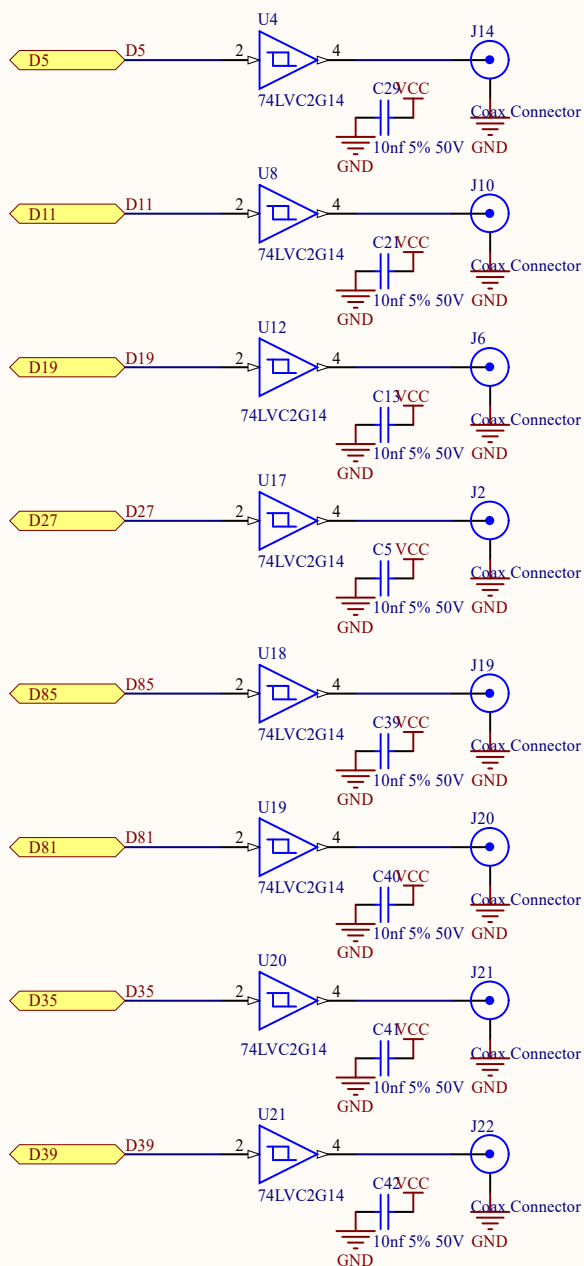 U4
J14
D5 D5 2 4
74LVC2G14
C29 VCC
Coax Connector
10nf 5% 50V GND
GND
U8
J10
D11 D11 2 4
74LVC2G14
C21 VCC
Coax Connector
10nf 5% 50V GND
GND
U12
J6
D19 D19 2 4
74LVC2G14
C13 VCC
Coax Connector
10nf 5% 50V GND
GND
U17
J2
D27 D27 2 4
74LVC2G14
C5 VCC
Coax Connector
10nf 5% 50V GND
GND
U18
J19
D85 D85 2 4
74LVC2G14
C39 VCC
Coax Connector
10nf 5% 50V GND
GND
U19
J20
D81 D81 2 4
74LVC2G14
C40 VCC
Coax Connector
10nf 5% 50V GND
GND
U20
J21
D35 D35 2 4
74LVC2G14
C41 VCC
Coax Connector
10nf 5% 50V GND
GND
U21
J22
D39 D39 2 4
74LVC2G14
C42 VCC
Coax Connector
10nf 5% 50V GND
GND